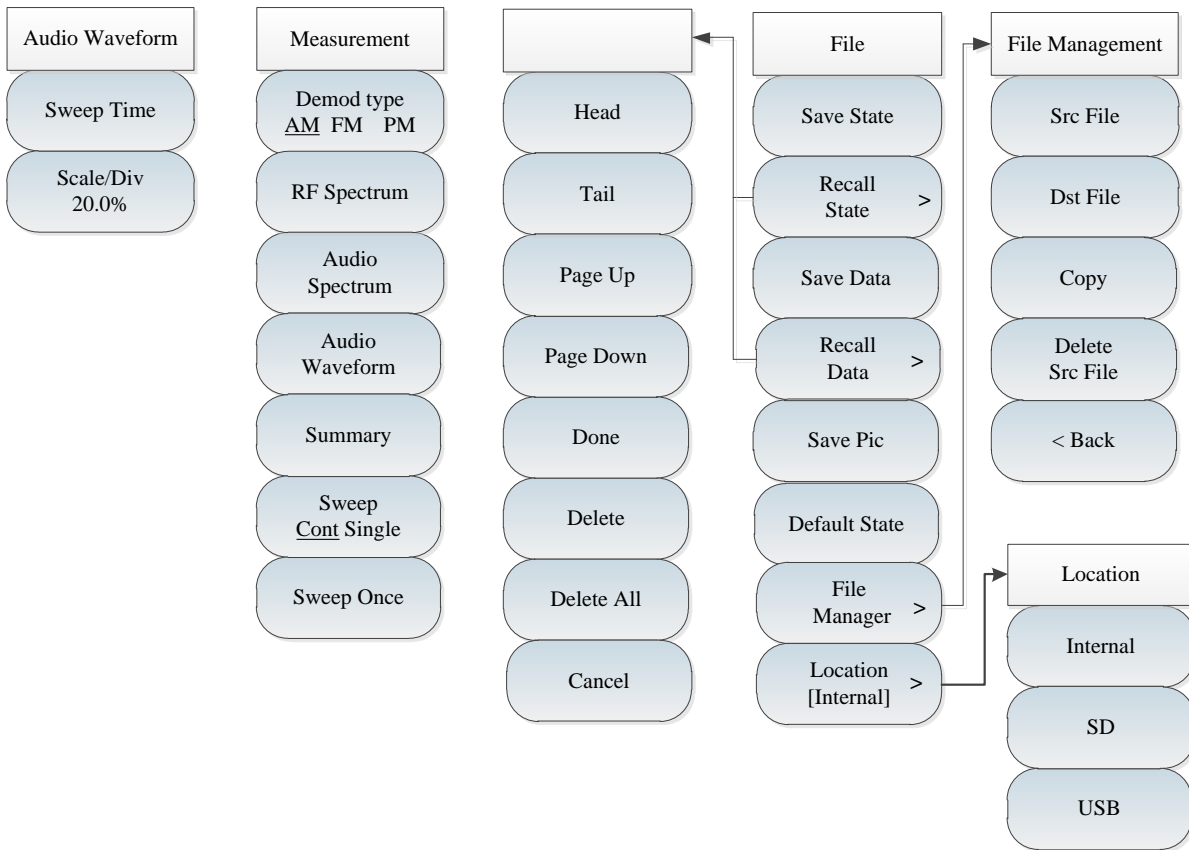 Audio Waveform
Sweep Time
Scale/Div
20.0%
Measurement
Demod type
AM FM PM
RF Spectrum
Audio
Spectrum
Audio
Waveform
Summary
Sweep
Cont Single
Sweep Once
Head
Tail
Page Up
Page Down
Done
Delete
Delete All
Cancel
File
Save State
Recall
State >
Save Data
Recall
Data >
Save Pic
Default State
File
Manager >
Location >
[Internal]
File Management
Src File
Dst File
Copy
Delete
Src File
< Back
Location
Internal
SD
USB